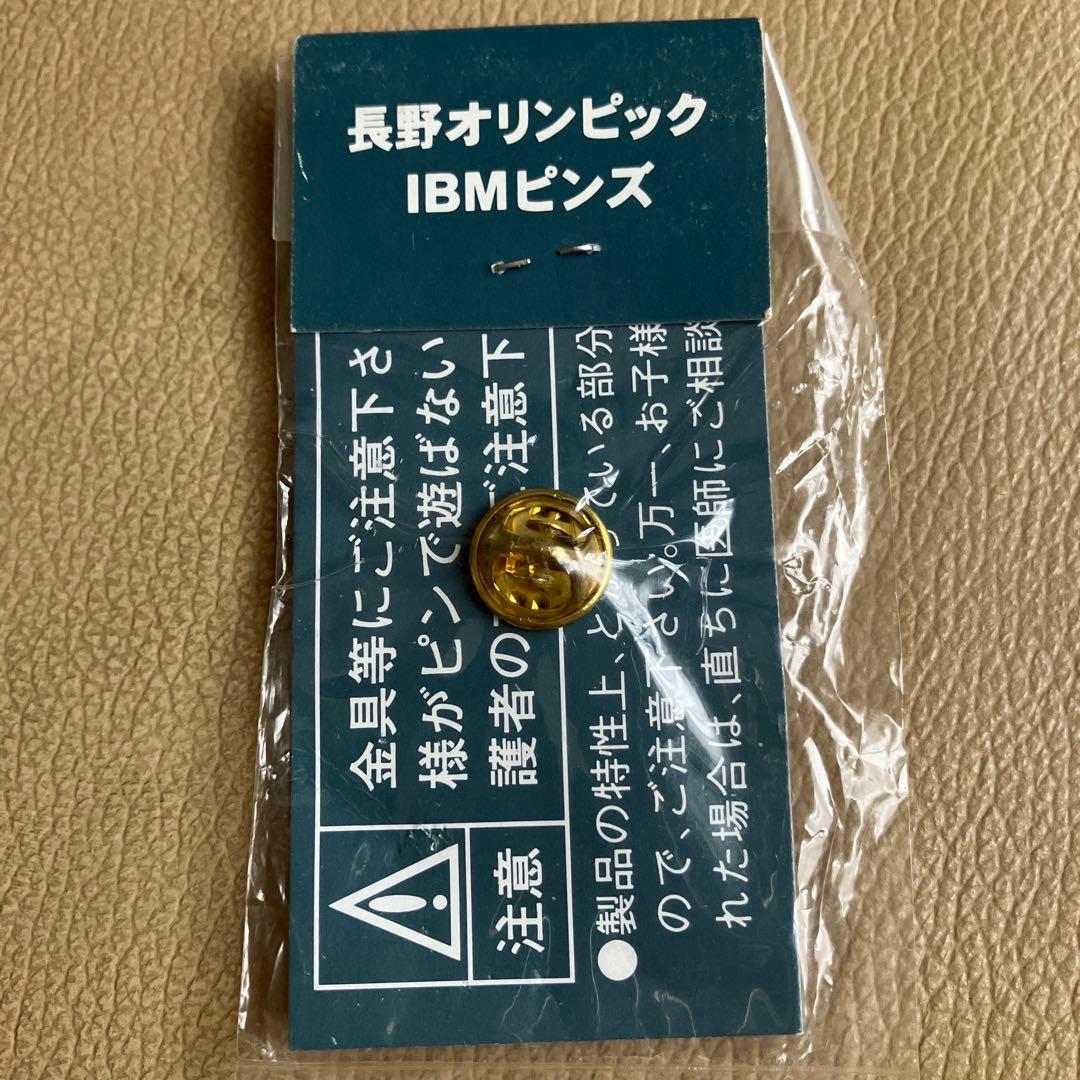 長野オリンピック
IBMピンズ
注意
金具等にご注意下さ
様がピンで遊ばない
護者の ご注意下
●製品の特性上、と ている部分
ので、ご注意下さい。万一、お子様
れた場合は、直ちに医師にご相談